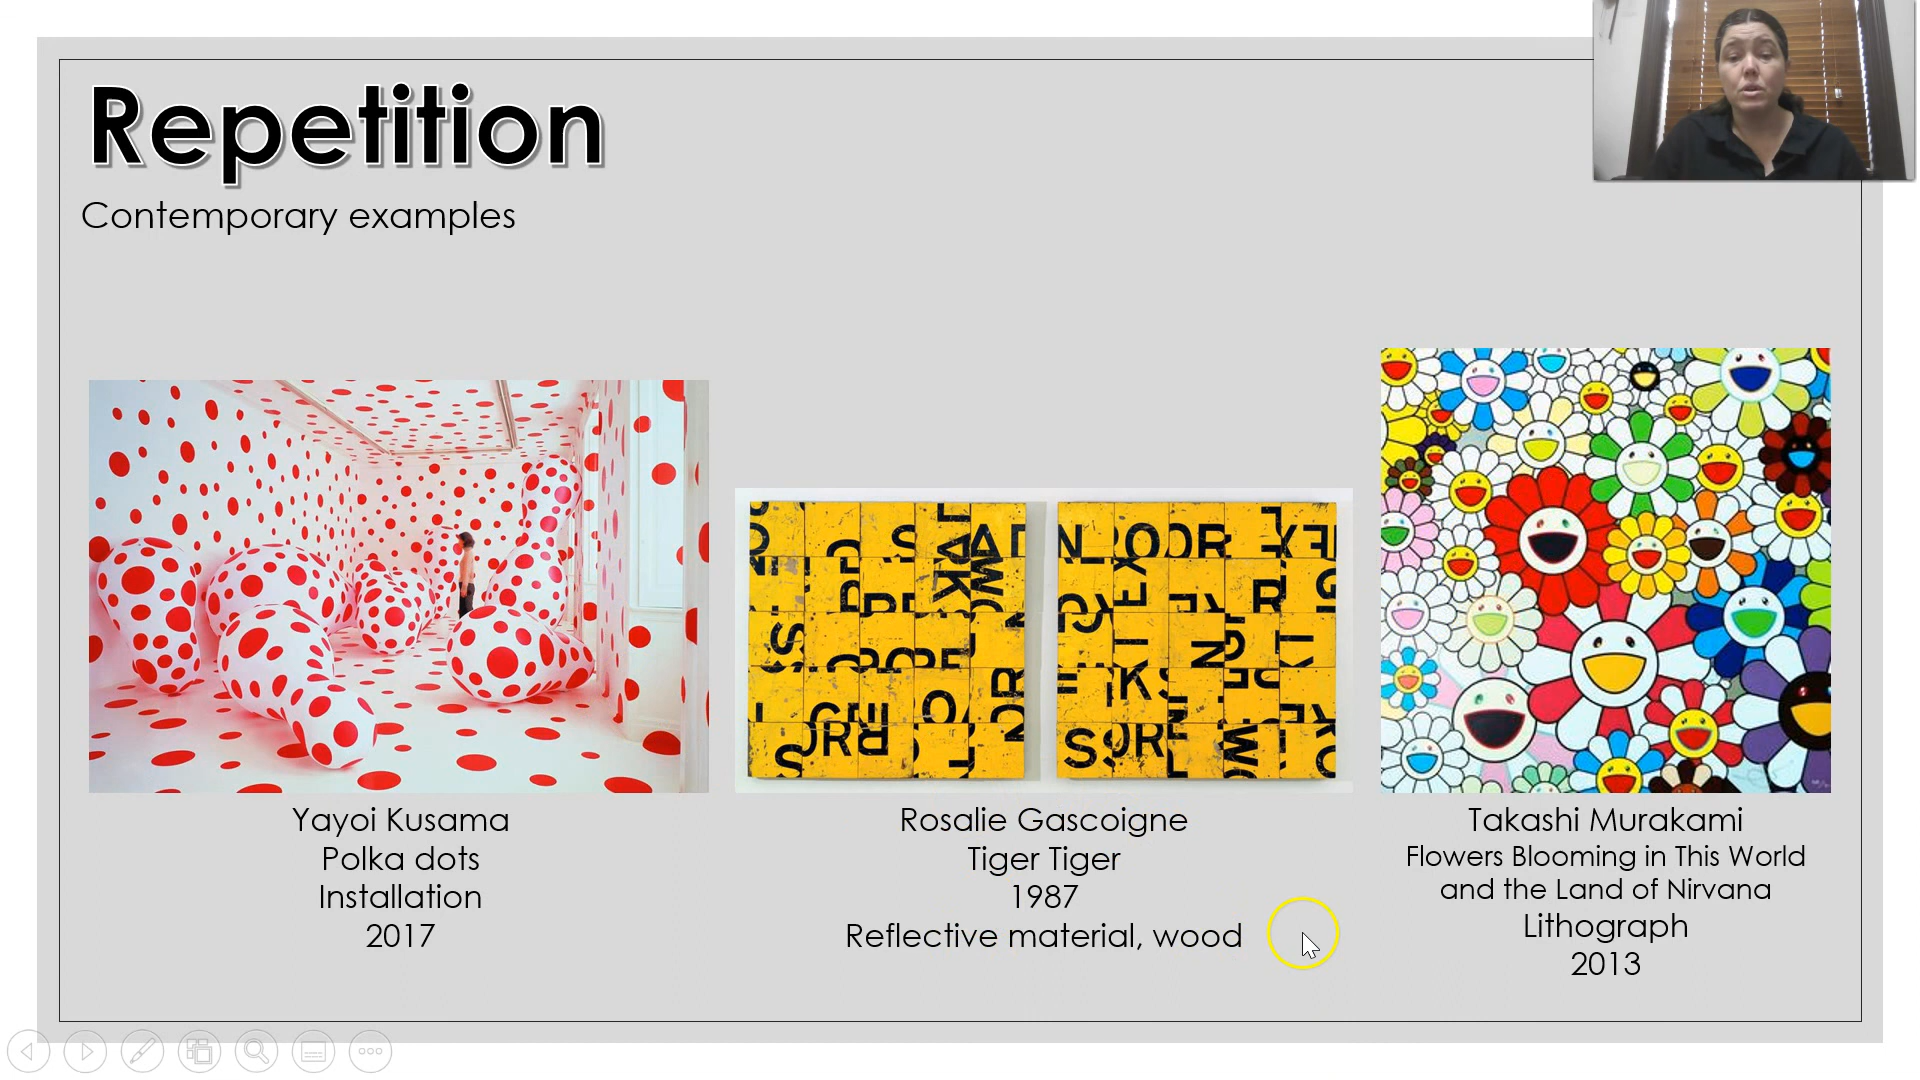 Repetition
Contemporary examples
Yayoi Kusama
Polka dots
Installation
2017
Rosalie Gascoigne
Tiger Tiger
1987
Reflective material, wood
Takashi Murakami
Flowers Blooming in This World
and the Land of Nirvana
Lithograph
2013